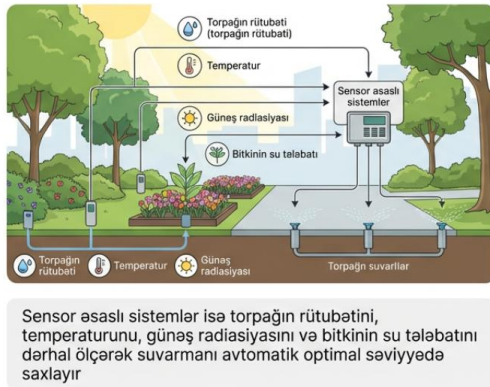 Torpağın rütubəti
(torpağın rütubəti)
Temperatur
Sensor əsaslı
sistemlər
Günəş radlasiyası
Bitkinin su tələbatı
Torpağın
rütubəti
Temperatur
Günəş
radiasiyası
Torpağn suvarllar
Sensor əsaslı sistemlər isə torpağın rütubətini,
temperaturunu, günəş radiasiyasını və bitkinin su tələbatını
dərhal ölçərək suvarmanı avtomatik optimal səviyyədə
saxlayır